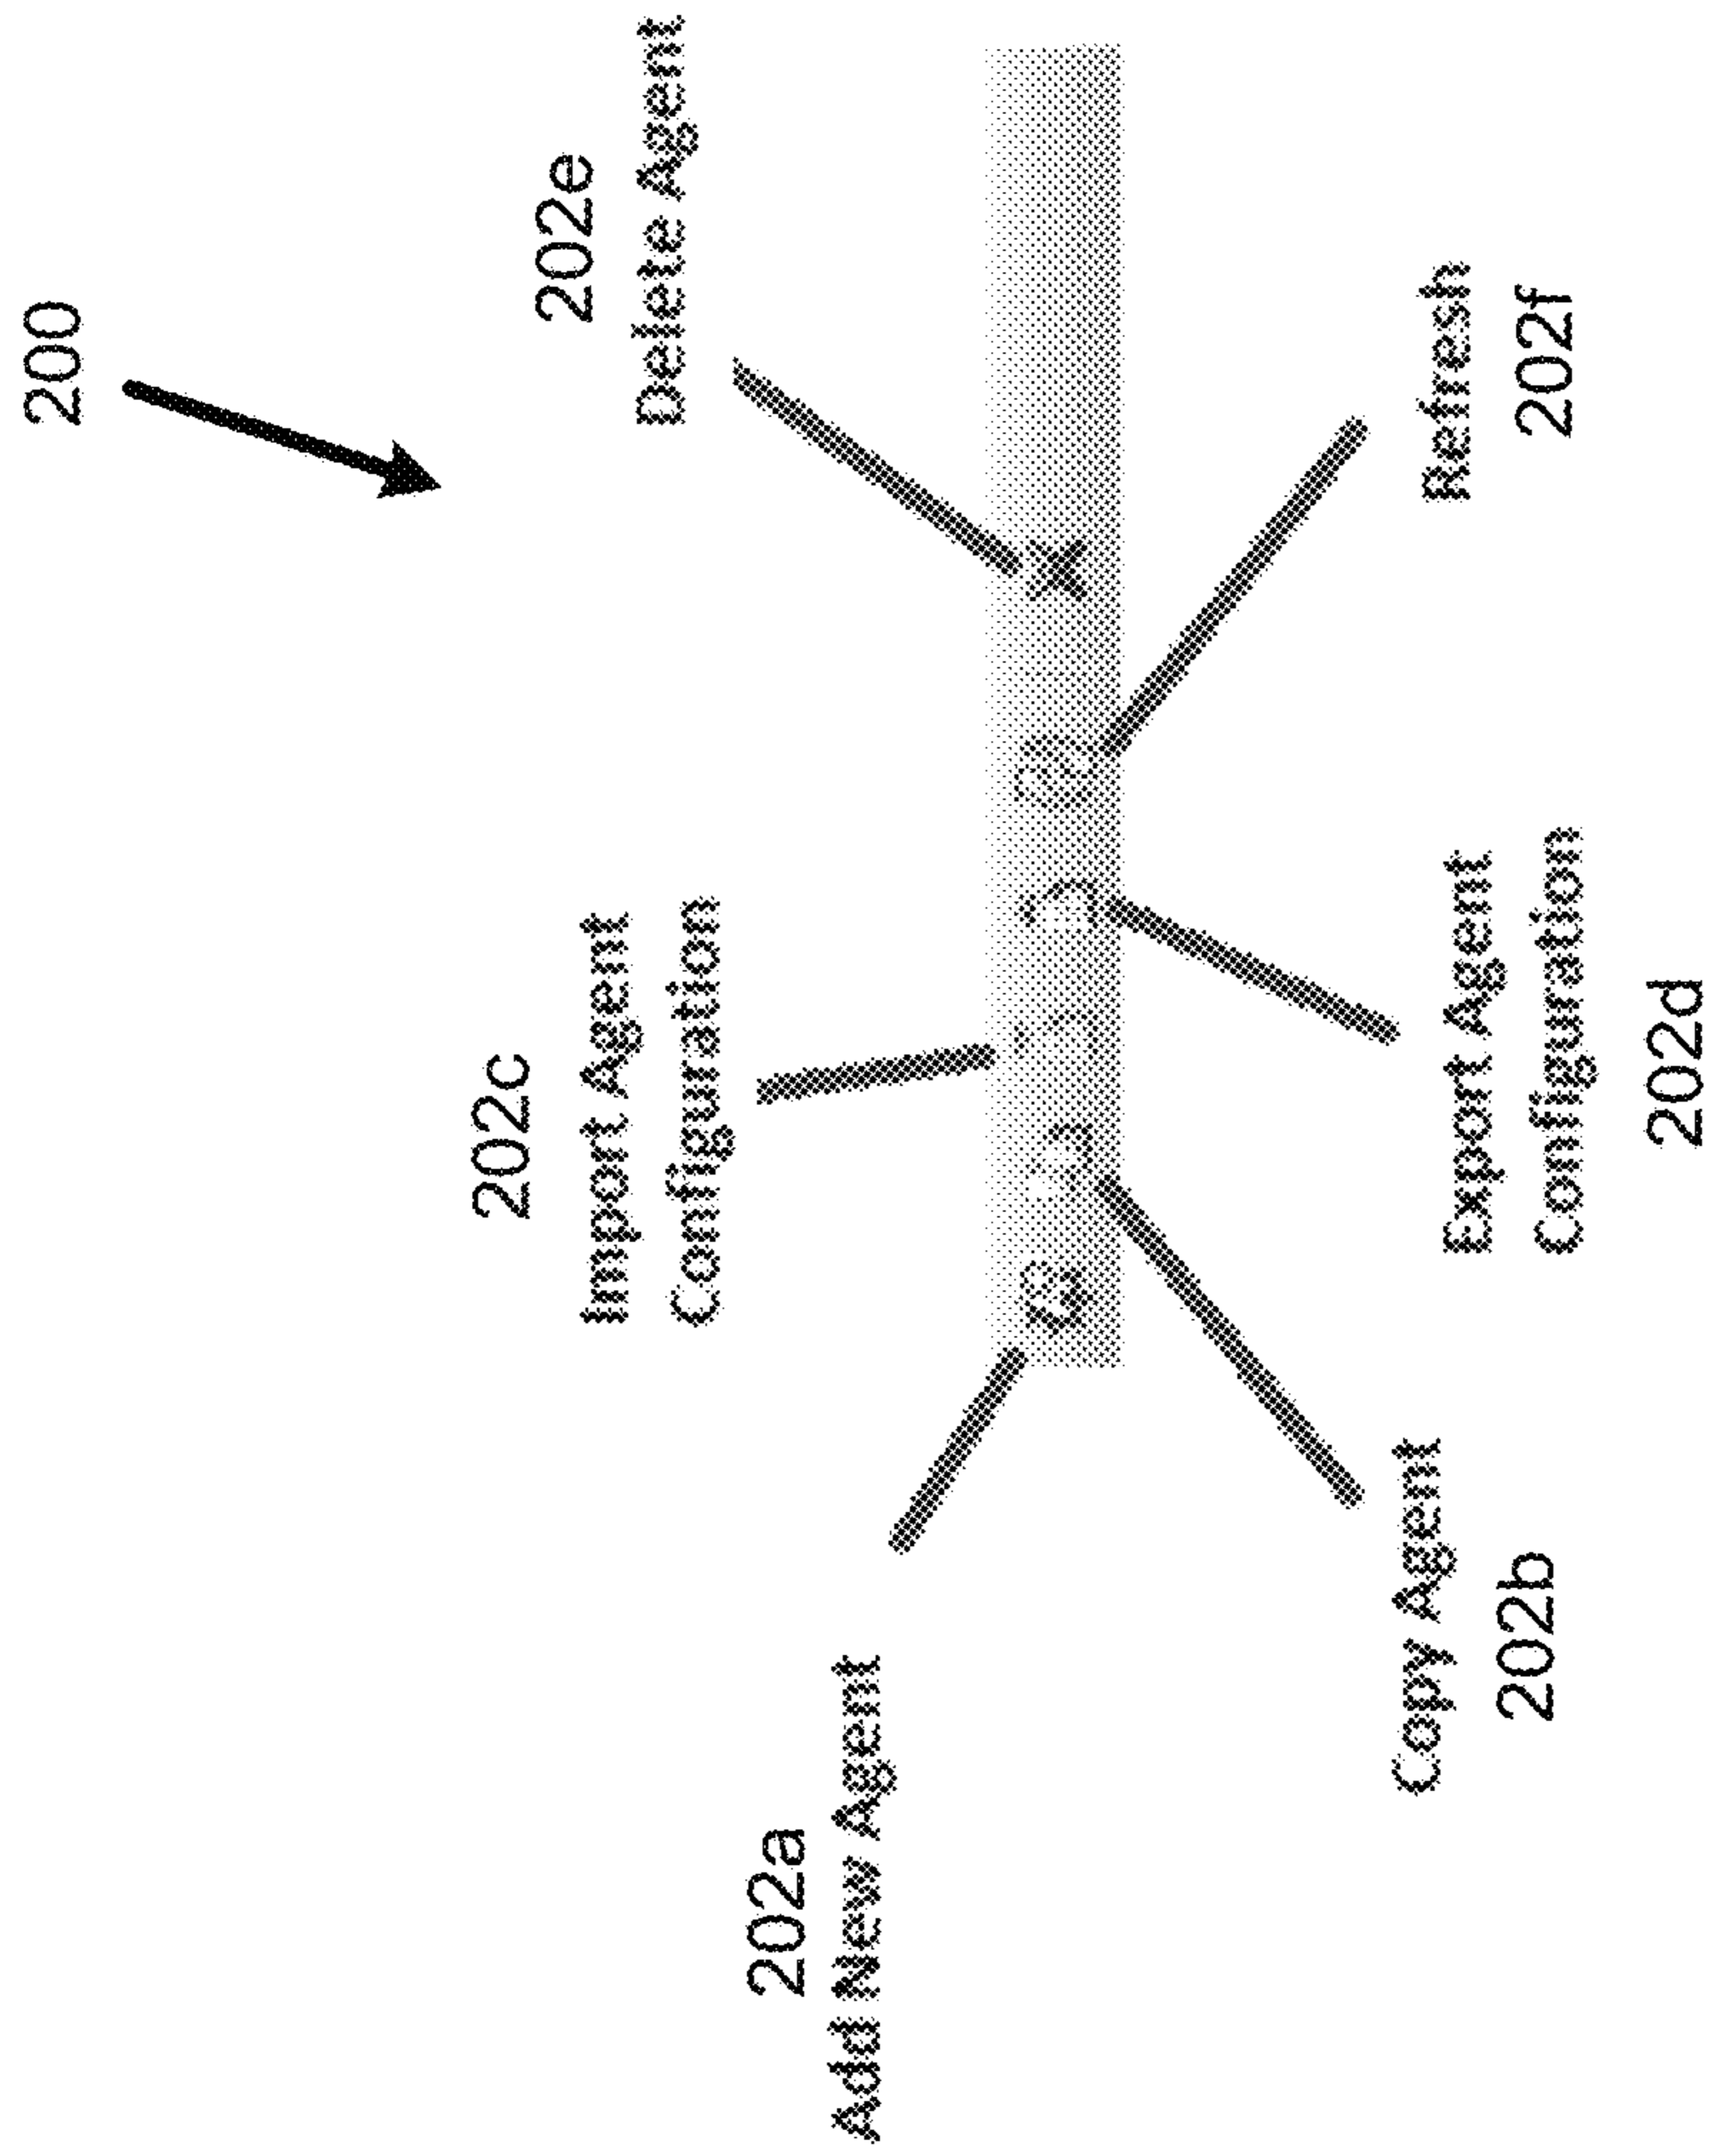 200
202c
Import Agent
Configuration
202e
Delete Agent
202a
Add New Agent
Copy Agent
202b
Export Agent
Configuration
202d
Refresh
202f